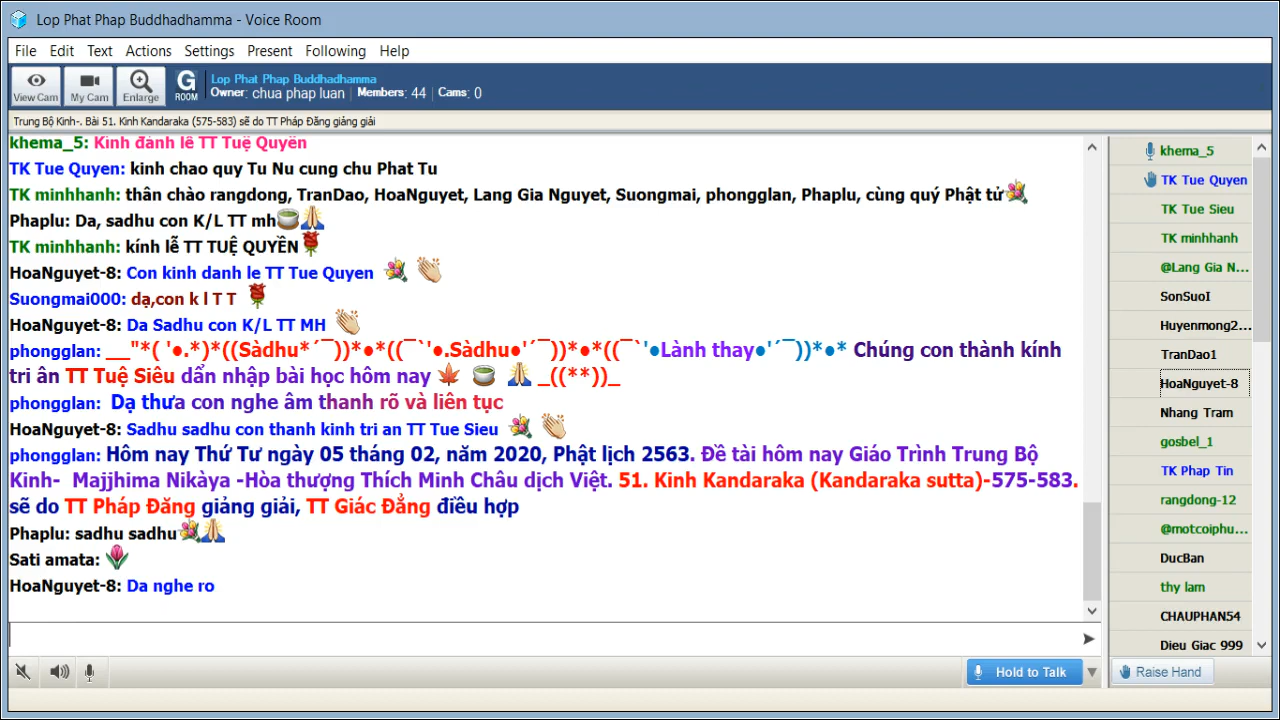 Lop Phat Phap Buddhadhamma - Voice Room
File Edit Text Actions Settings Present Following Help
View Cam My Cam Enlarge G ROOM
Lop Phat Phap Buddhadhamma
Owner: chua phap luan Members: 44 Cams: 0
Trung Bộ Kinh-. Bài 51. Kinh Kandaraka (575-583) sẽ do TT Pháp Đăng giảng giải
khema_5: Kính đảnh lễ TT Tuệ Quyền
TK Tue Quyen: kinh chao quy Tu Nu cung chu Phat Tu
TK minhhanh: thân chào rangdong, TranDao, HoaNguyet, Lang Gia Nguyet, Suongmai, phongglan, Phaplu, cùng quý Phật tử
Phaplu: Da, sadhu con K/L TT mh
TK minhhanh: kính lễ TT TUỆ QUYỀN
HoaNguyet-8: Con kinh danh le TT Tue Quyen
Suongmai000: dạ,con k l T T
HoaNguyet-8: Da Sadhu con K/L TT MH
phongglan: __"*( '●.*)*((Sàdhu*´¯))*●*((¯`'●.Sàdhu●'´¯))*●*((¯`'●Lành thay●'´¯))*●* Chúng con thành kính
tri ân TT Tuệ Siêu dẩn nhập bài học hôm nay _((**))_
phongglan: Dạ thưa con nghe âm thanh rõ và liên tục
HoaNguyet-8: Sadhu sadhu con thanh kinh tri an TT Tue Sieu
phongglan: Hôm nay Thứ Tư ngày 05 tháng 02, năm 2020, Phật lịch 2563. Đề tài hôm nay Giáo Trình Trung Bộ
Kinh- Majjhima Nikàya -Hòa thượng Thích Minh Châu dịch Việt. 51. Kinh Kandaraka (Kandaraka sutta)-575-583.
sẽ do TT Pháp Đăng giảng giải, TT Giác Đẳng điều hợp
Phaplu: sadhu sadhu
Sati amata:
HoaNguyet-8: Da nghe ro
Hold to Talk
khema_5
TK Tue Quyen
TK Tue Sieu
TK minhhanh
@Lang Gia N...
SonSuoI
Huyenmong2...
TranDao1
HoaNguyet-8
Nhang Tram
gosbel_1
TK Phap Tin
rangdong-12
@motcoiphu...
DucBan
thy lam
CHAUPHAN54
Dieu Giac 999
Raise Hand